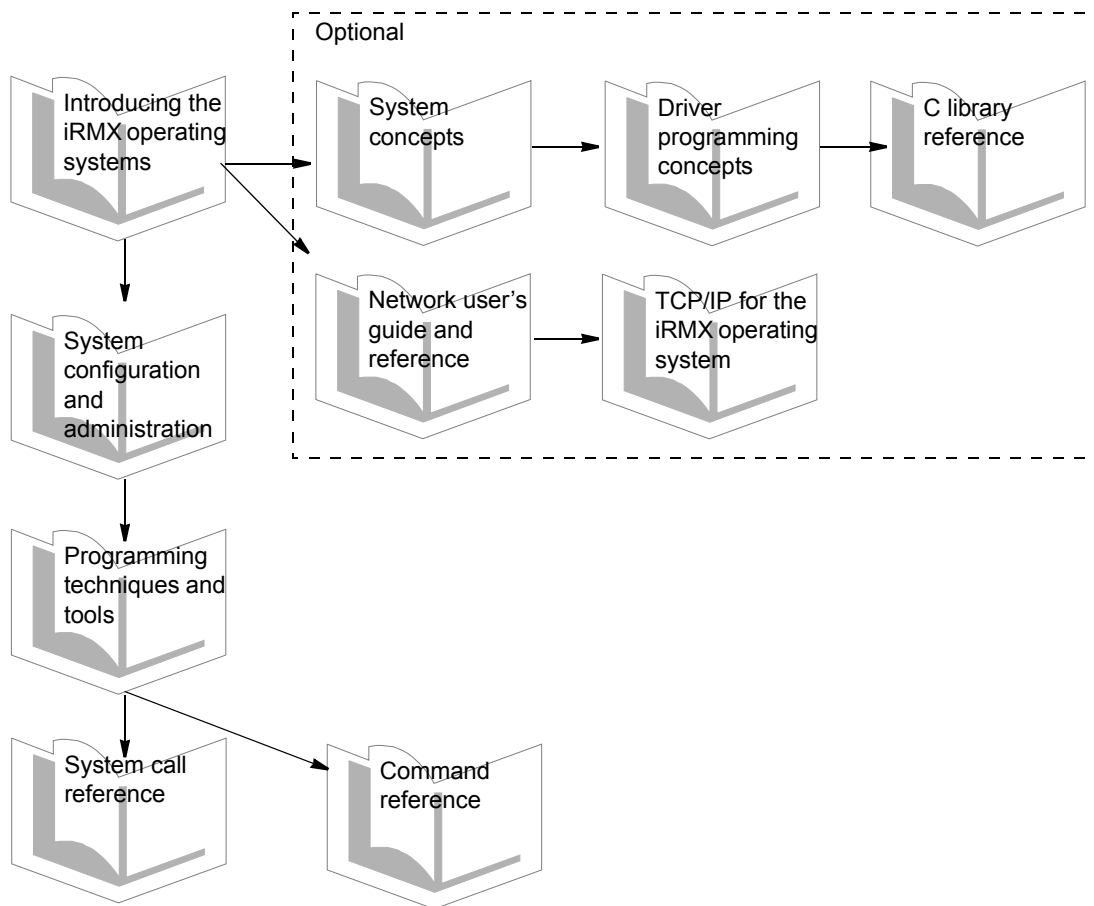 Optional
Introducing the
iRMX operating
systems
System
concepts
Driver
programming
concepts
C library
reference
Network user's
guide and
reference
TCP/IP for the
iRMX operating
system
System
configuration
and
administration
Programming
techniques and
tools
System call
reference
Command
reference